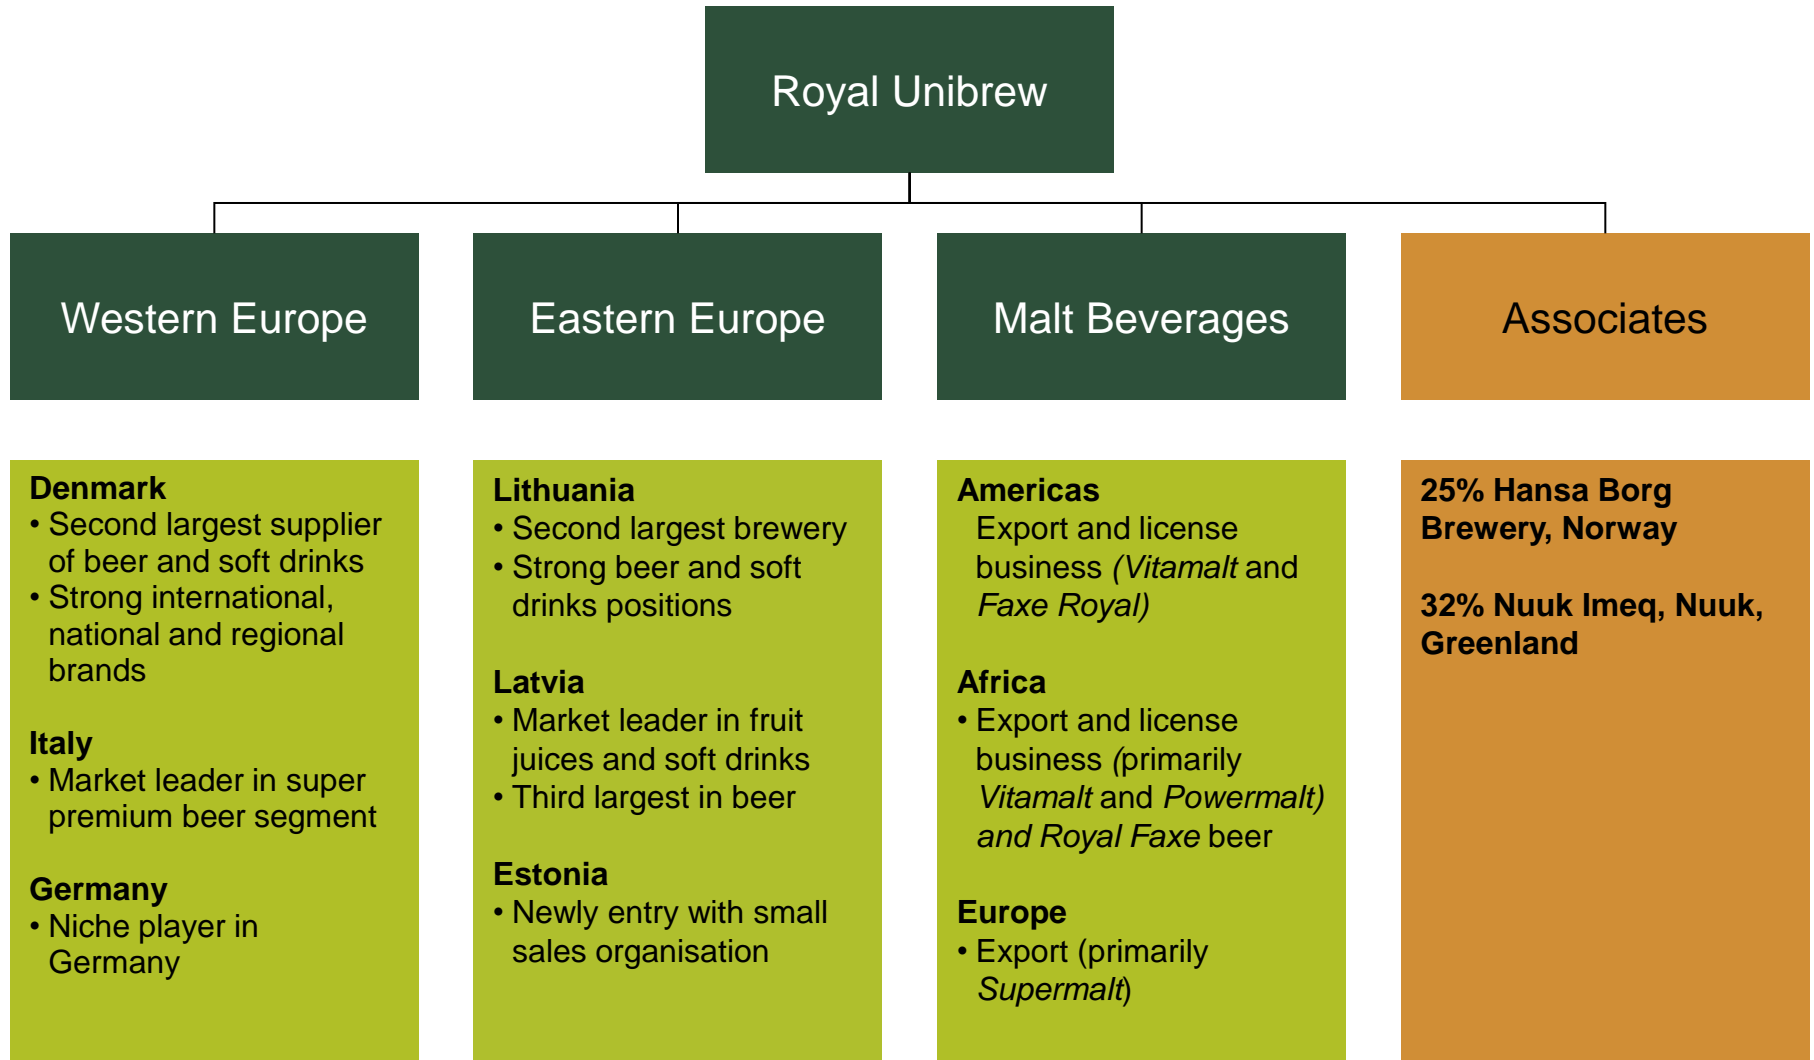 Royal Unibrew
Western Europe
Eastern Europe
Malt Beverages
Associates
Denmark
• Second largest supplier
of beer and soft drinks
• Strong international,
national and regional
brands
Italy
• Market leader in super
premium beer segment
Germany
• Niche player in
Germany
Lithuania
• Second largest brewery
• Strong beer and soft
drinks positions
Latvia
• Market leader in fruit
juices and soft drinks
• Third largest in beer
Estonia
• Newly entry with small
sales organisation
Americas
Export and license
business (Vitamalt and
Faxe Royal)
Africa
• Export and license
business (primarily
Vitamalt and Powermalt)
and Royal Faxe beer
Europe
• Export (primarily
Supermalt)
25% Hansa Borg
Brewery, Norway
32% Nuuk Imeq, Nuuk,
Greenland